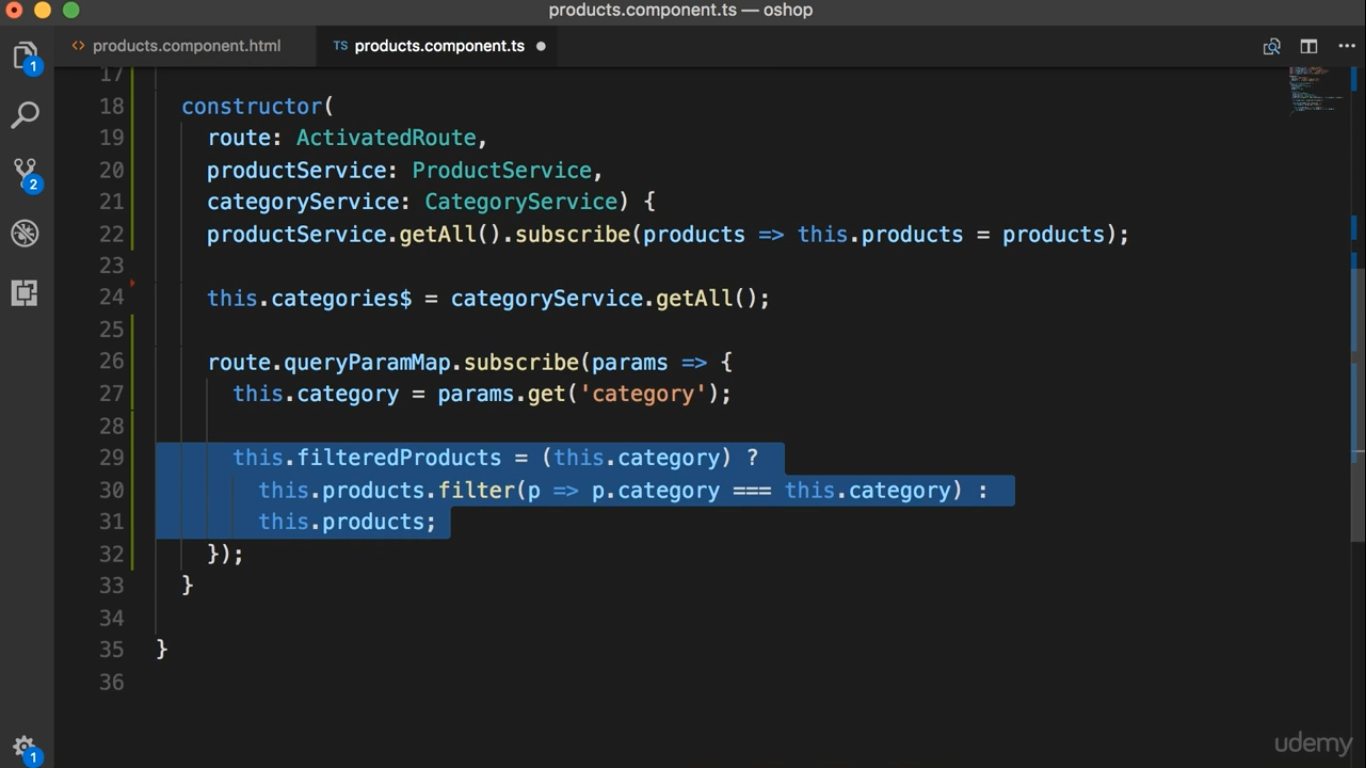 products.component.ts — oshop
<> products.component.html TS products.component.ts
17
18 constructor(
19 route: ActivatedRoute,
20 productService: ProductService,
21 categoryService: CategoryService) {
22 productService.getAll().subscribe(products => this.products = products);
23
24 this.categories$ = categoryService.getAll();
25
26 route.queryParamMap.subscribe(params => {
27 this.category = params.get('category');
28
29 this.filteredProducts = (this.category) ?
30 this.products.filter(p => p.category === this.category) :
31 this.products;
32 });
33 }
34
35 }
36
1
2
1
udemy